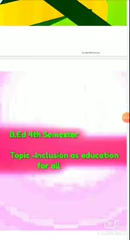 B.Ed 4th Semester
Topic -Inclusion as education
for all